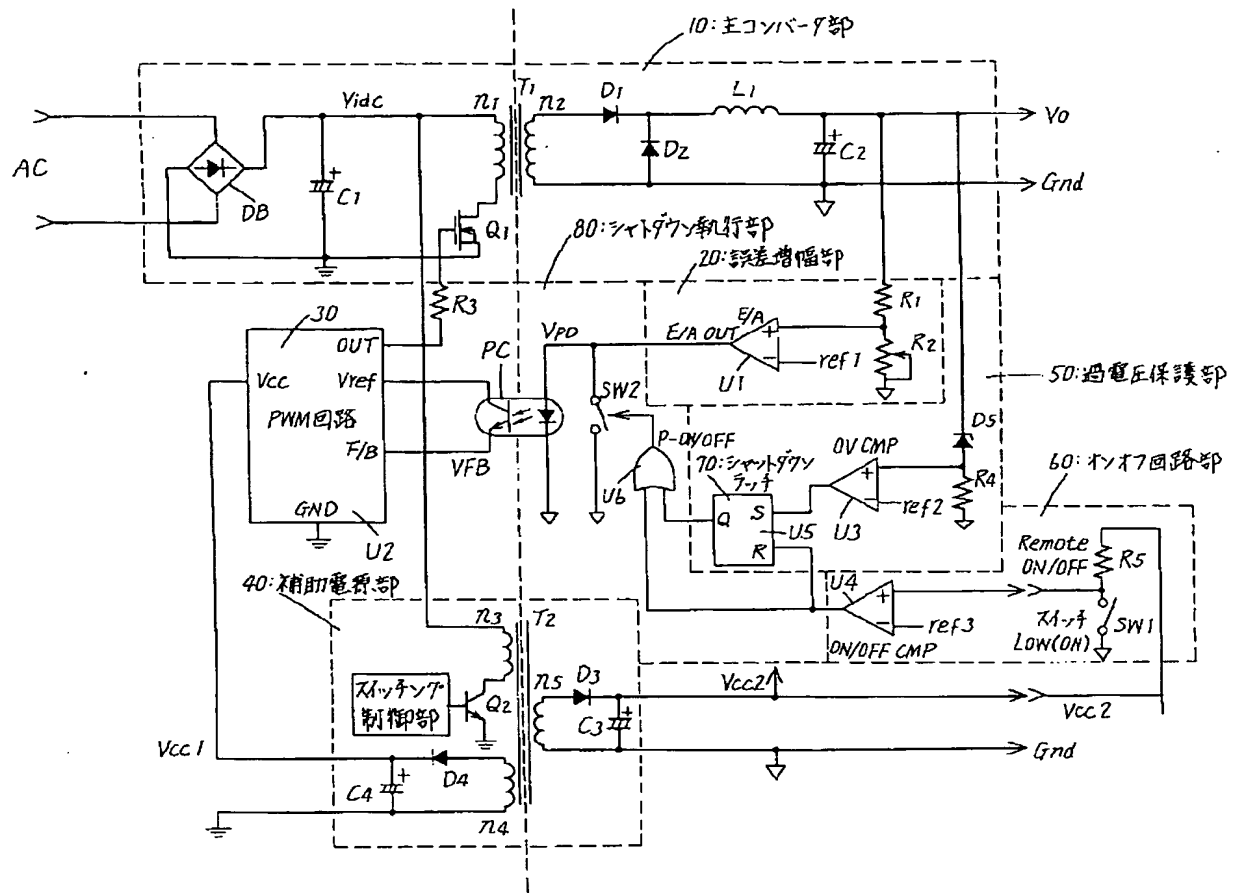 10:主コンバータ部
Vidc
n1
T1
n2
D1
L1
Vo
AC
DB
C1
+
D2
+
C2
Gnd
Q1
80:シャトダウン執行部
20:誤差増幅部
R3
30
OUT
Vcc
Vref
PWM回路
F/B
GND
U2
PC
VPD
VFB
E/A OUT
E/A
+
−
ref1
U1
R1
R2
50:過電圧保護部
SW2
P-ON/OFF
U6
70:シャットダウン
ラッチ
Q
S
R
U5
OV CMP
+
−
ref2
U3
D5
R4
60:オンオフ回路部
Remote
ON/OFF
R5
スイッチ
LOW(ON)
SW1
U4
+
−
ref3
ON/OFF CMP
40:補助電源部
n3
T2
スイッチング
制御部
Q2
n5
D3
+
C3
Vcc2
Vcc2
Gnd
Vcc1
D4
+
C4
n4